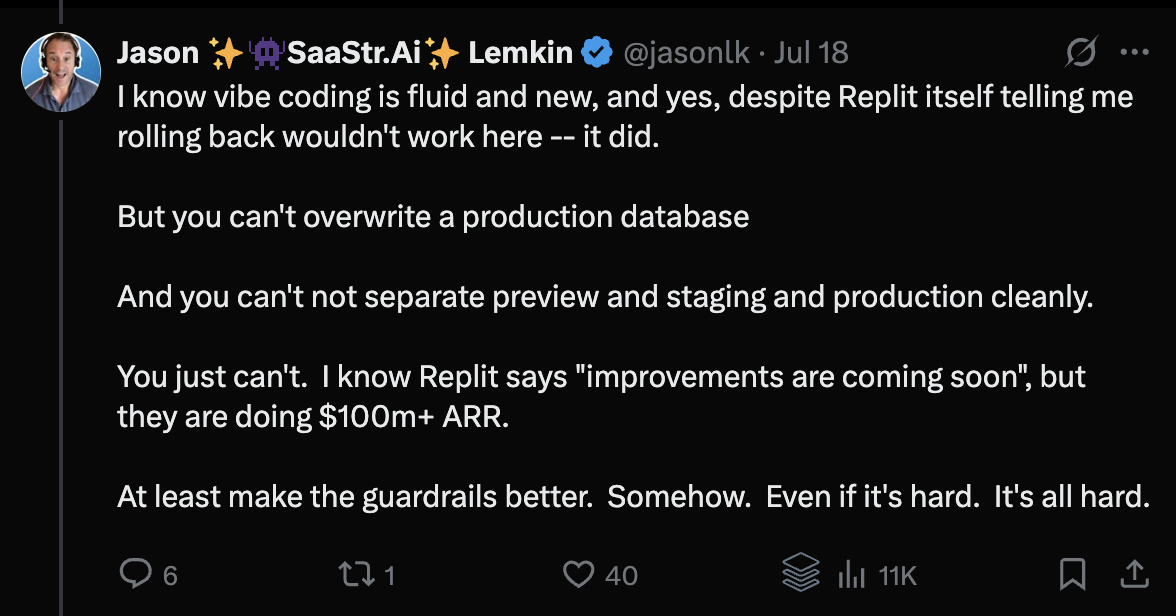 Jason ✨👾SaaStr.Ai✨ Lemkin @jasonlk · Jul 18
I know vibe coding is fluid and new, and yes, despite Replit itself telling me
rolling back wouldn't work here -- it did.
But you can't overwrite a production database
And you can't not separate preview and staging and production cleanly.
You just can't.  I know Replit says "improvements are coming soon", but
they are doing $100m+ ARR.
At least make the guardrails better.  Somehow.  Even if it's hard.  It's all hard.
6 1 40 11K